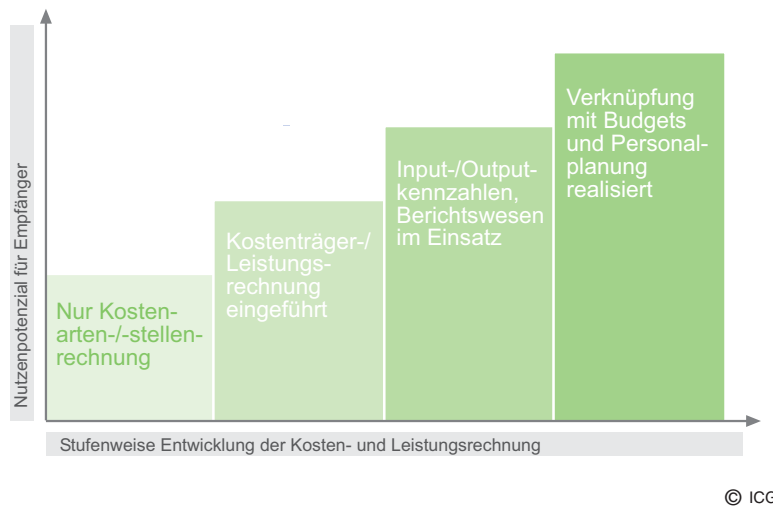 Nutzenpotenzial für Empfänger
Nur Kosten-
arten-/-stellen-
rechnung
Kostenträger-/
Leistungs-
rechnung
eingeführt
Input-/Output-
kennzahlen,
Berichtswesen
im Einsatz
Verknüpfung
mit Budgets
und Personal-
planung
realisiert
Stufenweise Entwicklung der Kosten- und Leistungsrechnung
© ICG